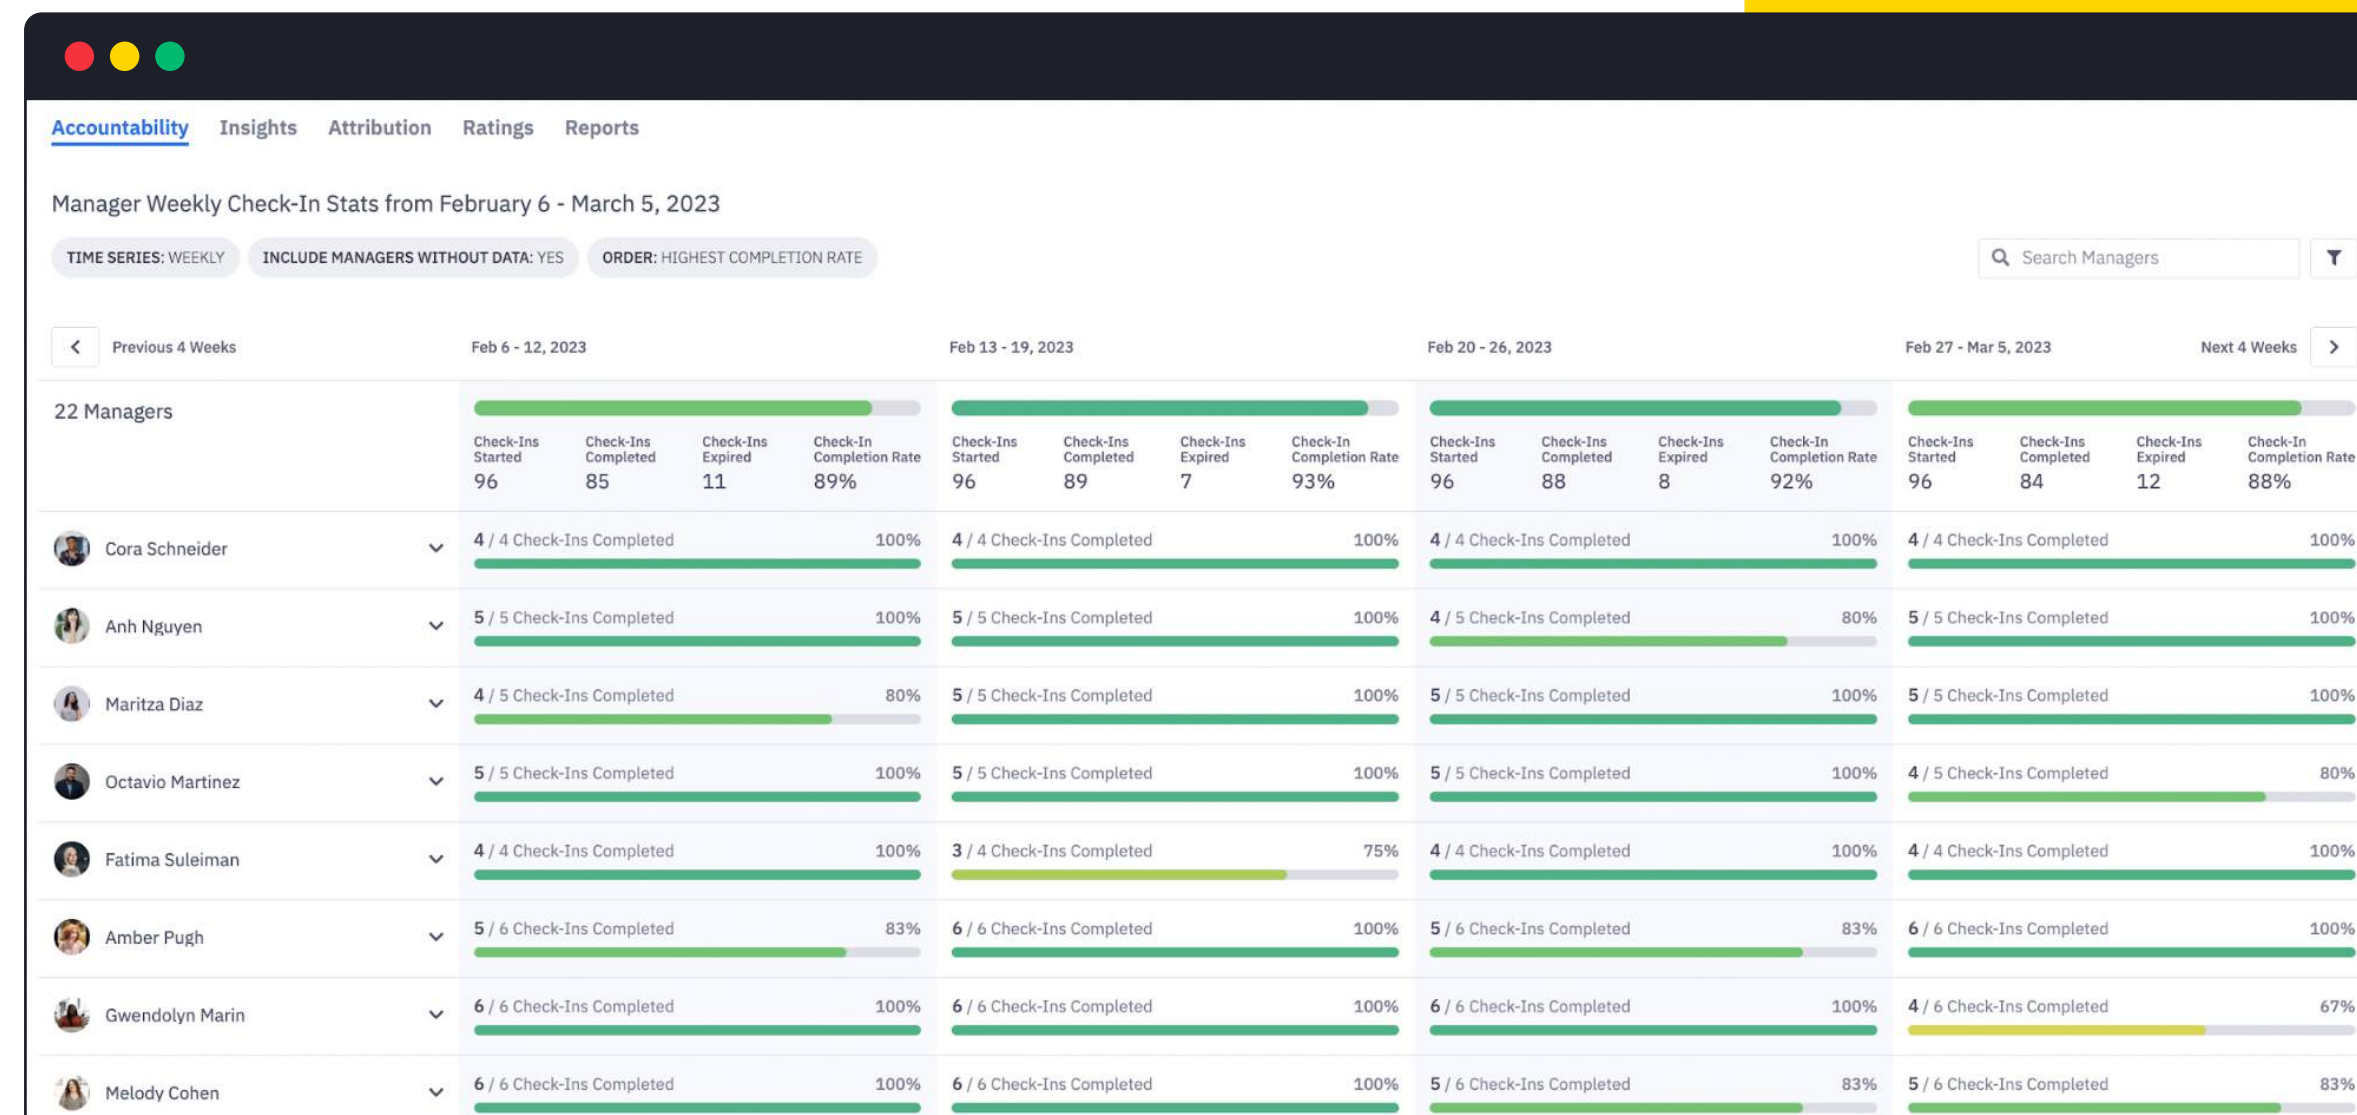 Accountability Insights Attribution Ratings Reports
Manager Weekly Check-In Stats from February 6 - March 5, 2023
TIME SERIES: WEEKLY INCLUDE MANAGERS WITHOUT DATA: YES ORDER: HIGHEST COMPLETION RATE Search Managers
Previous 4 Weeks Feb 6 - 12, 2023 Feb 13 - 19, 2023 Feb 20 - 26, 2023 Feb 27 - Mar 5, 2023 Next 4 Weeks
22 Managers
Check-Ins Check-Ins Check-Ins Check-In Check-Ins Check-Ins Check-Ins Check-In Check-Ins Check-Ins Check-Ins Check-In Check-Ins Check-Ins Check-Ins Check-In
Started Completed Expired Completion Rate Started Completed Expired Completion Rate Started Completed Expired Completion Rate Started Completed Expired Completion Rate
96 85 11 89% 96 89 7 93% 96 88 8 92% 96 84 12 88%
Cora Schneider 4 / 4 Check-Ins Completed 100% 4 / 4 Check-Ins Completed 100% 4 / 4 Check-Ins Completed 100% 4 / 4 Check-Ins Completed 100%
Anh Nguyen 5 / 5 Check-Ins Completed 100% 5 / 5 Check-Ins Completed 100% 4 / 5 Check-Ins Completed 80% 5 / 5 Check-Ins Completed 100%
Maritza Diaz 4 / 5 Check-Ins Completed 80% 5 / 5 Check-Ins Completed 100% 5 / 5 Check-Ins Completed 100% 5 / 5 Check-Ins Completed 100%
Octavio Martinez 5 / 5 Check-Ins Completed 100% 5 / 5 Check-Ins Completed 100% 5 / 5 Check-Ins Completed 100% 4 / 5 Check-Ins Completed 80%
Fatima Suleiman 4 / 4 Check-Ins Completed 100% 3 / 4 Check-Ins Completed 75% 4 / 4 Check-Ins Completed 100% 4 / 4 Check-Ins Completed 100%
Amber Pugh 5 / 6 Check-Ins Completed 83% 6 / 6 Check-Ins Completed 100% 5 / 6 Check-Ins Completed 83% 6 / 6 Check-Ins Completed 100%
Gwendolyn Marin 6 / 6 Check-Ins Completed 100% 6 / 6 Check-Ins Completed 100% 6 / 6 Check-Ins Completed 100% 4 / 6 Check-Ins Completed 67%
Melody Cohen 6 / 6 Check-Ins Completed 100% 6 / 6 Check-Ins Completed 100% 5 / 6 Check-Ins Completed 83% 5 / 6 Check-Ins Completed 83%